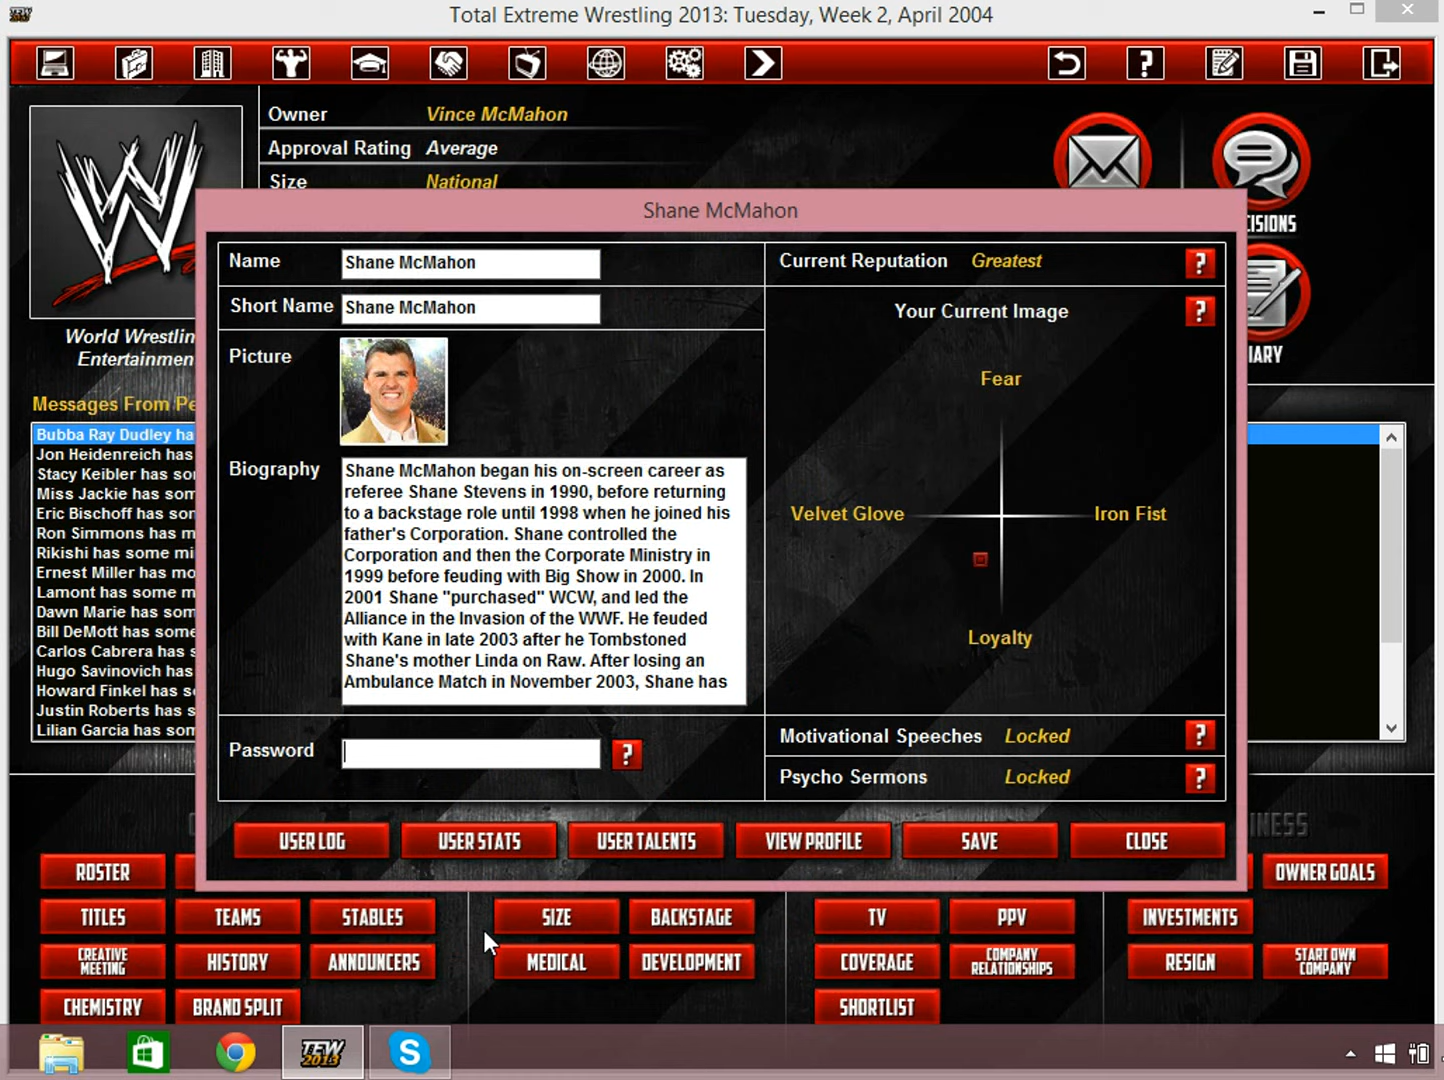 Total Extreme Wrestling 2013: Tuesday, Week 2, April 2004
Owner Vince McMahon
Approval Rating Average
Size National
World Wrestlin
Entertainmen
ISIONS
IARY
Messages From Pe
Bubba Ray Dudley ha
Jon Heidenreich has
Stacy Keibler has so
Miss Jackie has som
Eric Bischoff has som
Ron Simmons has m
Rikishi has some mi
Ernest Miller has mo
Lamont has some m
Dawn Marie has som
Bill DeMott has some
Carlos Cabrera has s
Hugo Savinovich has
Howard Finkel has so
Justin Roberts has s
Lilian Garcia has som
Shane McMahon
Name Shane McMahon
Short Name Shane McMahon
Picture
Biography
Shane McMahon began his on-screen career as
referee Shane Stevens in 1990, before returning
to a backstage role until 1998 when he joined his
father's Corporation. Shane controlled the
Corporation and then the Corporate Ministry in
1999 before feuding with Big Show in 2000. In
2001 Shane "purchased" WCW, and led the
Alliance in the Invasion of the WWF. He feuded
with Kane in late 2003 after he Tombstoned
Shane's mother Linda on Raw. After losing an
Ambulance Match in November 2003, Shane has
Password ?
Current Reputation Greatest ?
Your Current Image ?
Fear
Velvet Glove Iron Fist
Loyalty
Motivational Speeches Locked ?
Psycho Sermons Locked ?
USER LOG USER STATS USER TALENTS VIEW PROFILE SAVE CLOSE
INESS
ROSTER OWNER GOALS
TITLES TEAMS STABLES SIZE BACKSTAGE TV PPV INVESTMENTS
CREATIVE MEETING HISTORY ANNOUNCERS MEDICAL DEVELOPMENT COVERAGE COMPANY RELATIONSHIPS RESIGN START OWN COMPANY
CHEMISTRY BRAND SPLIT SHORTLIST
TEW 2013